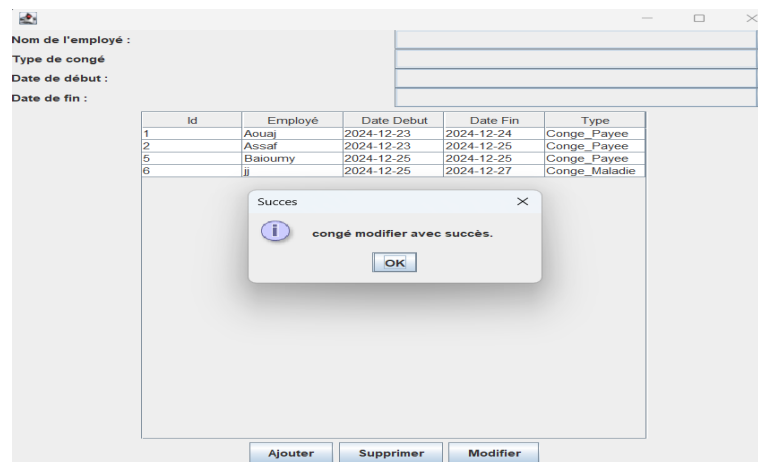 Nom de l'employé :
Type de congé
Date de début :
Date de fin :
Id Employé Date Debut Date Fin Type
1 Aouaj 2024-12-23 2024-12-24 Conge_Payee
2 Assaf 2024-12-23 2024-12-25 Conge_Payee
5 Baioumy 2024-12-25 2024-12-25 Conge_Payee
6 jj 2024-12-25 2024-12-27 Conge_Maladie
Succes
congé modifier avec succès.
OK
Ajouter Supprimer Modifier